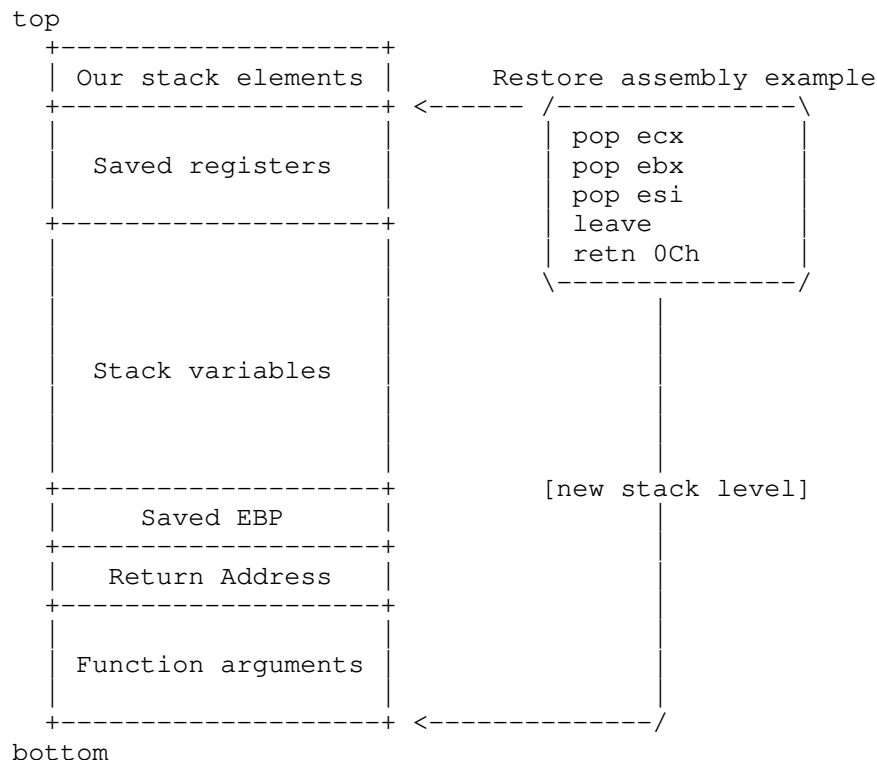 top
Our stack elements
Restore assembly example
pop ecx
Saved registers
pop ebx
pop esi
leave
retn 0Ch
Stack variables
[new stack level]
Saved EBP
Return Address
Function arguments
bottom